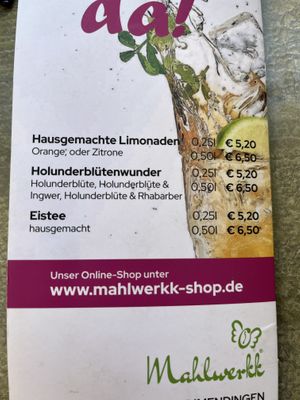 da!
Hausgemachte Limonaden 0,25l € 5,20
Orange, oder Zitrone 0,50l € 6,50
Holunderblütenwunder 0,25l € 5,20
Holunderblüte, Holunderblüte & 0,50l € 6,50
Ingwer, Holunderblüte & Rhabarber
Eistee 0,25l € 5,20
hausgemacht 0,50l € 6,50
Unser Online-Shop unter
www.mahlwerkk-shop.de
Mahlwerkk